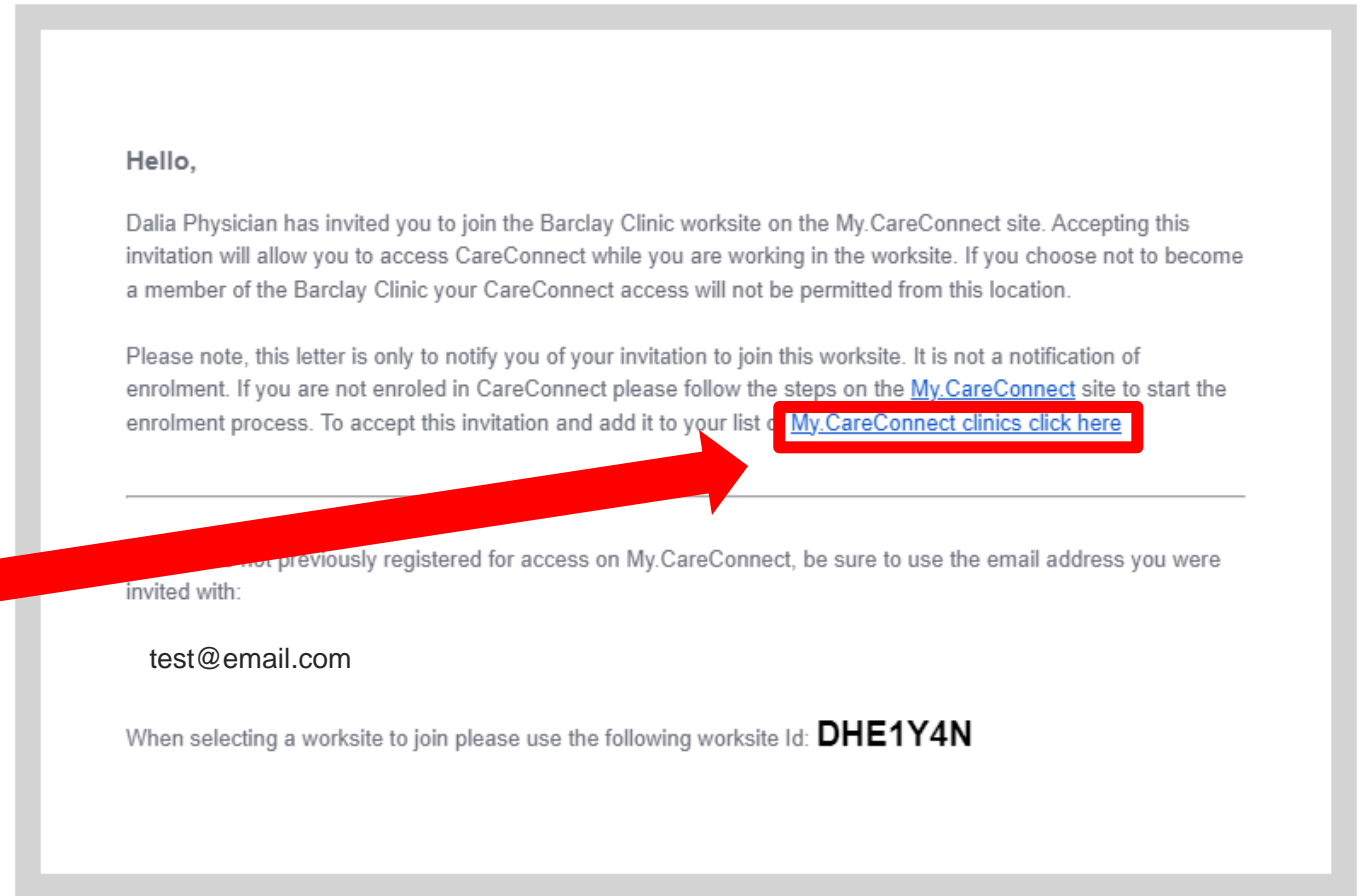 Hello,
Dalia Physician has invited you to join the Barclay Clinic worksite on the My.CareConnect site. Accepting this
invitation will allow you to access CareConnect while you are working in the worksite. If you choose not to become
a member of the Barclay Clinic your CareConnect access will not be permitted from this location.
Please note, this letter is only to notify you of your invitation to join this worksite. It is not a notification of
enrolment. If you are not enroled in CareConnect please follow the steps on the My.CareConnect site to start the
enrolment process. To accept this invitation and add it to your list My.CareConnect clinics click here
not previously registered for access on My.CareConnect, be sure to use the email address you were
invited with:
test@email.com
When selecting a worksite to join please use the following worksite Id: DHE1Y4N